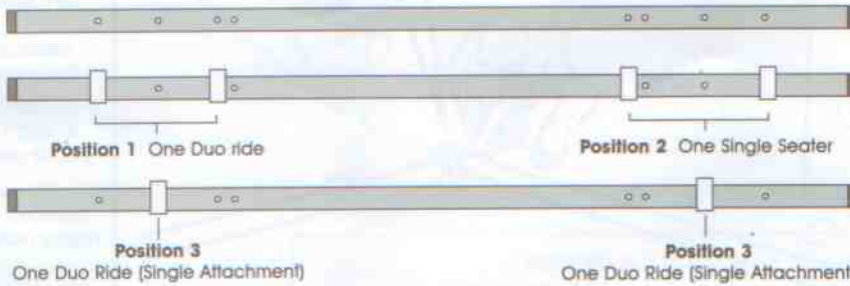 Position 1 One Duo ride
Position 2 One Single Seater
Position 3
One Duo Ride (Single Attachment)
Position 3
One Duo Ride (Single Attachment